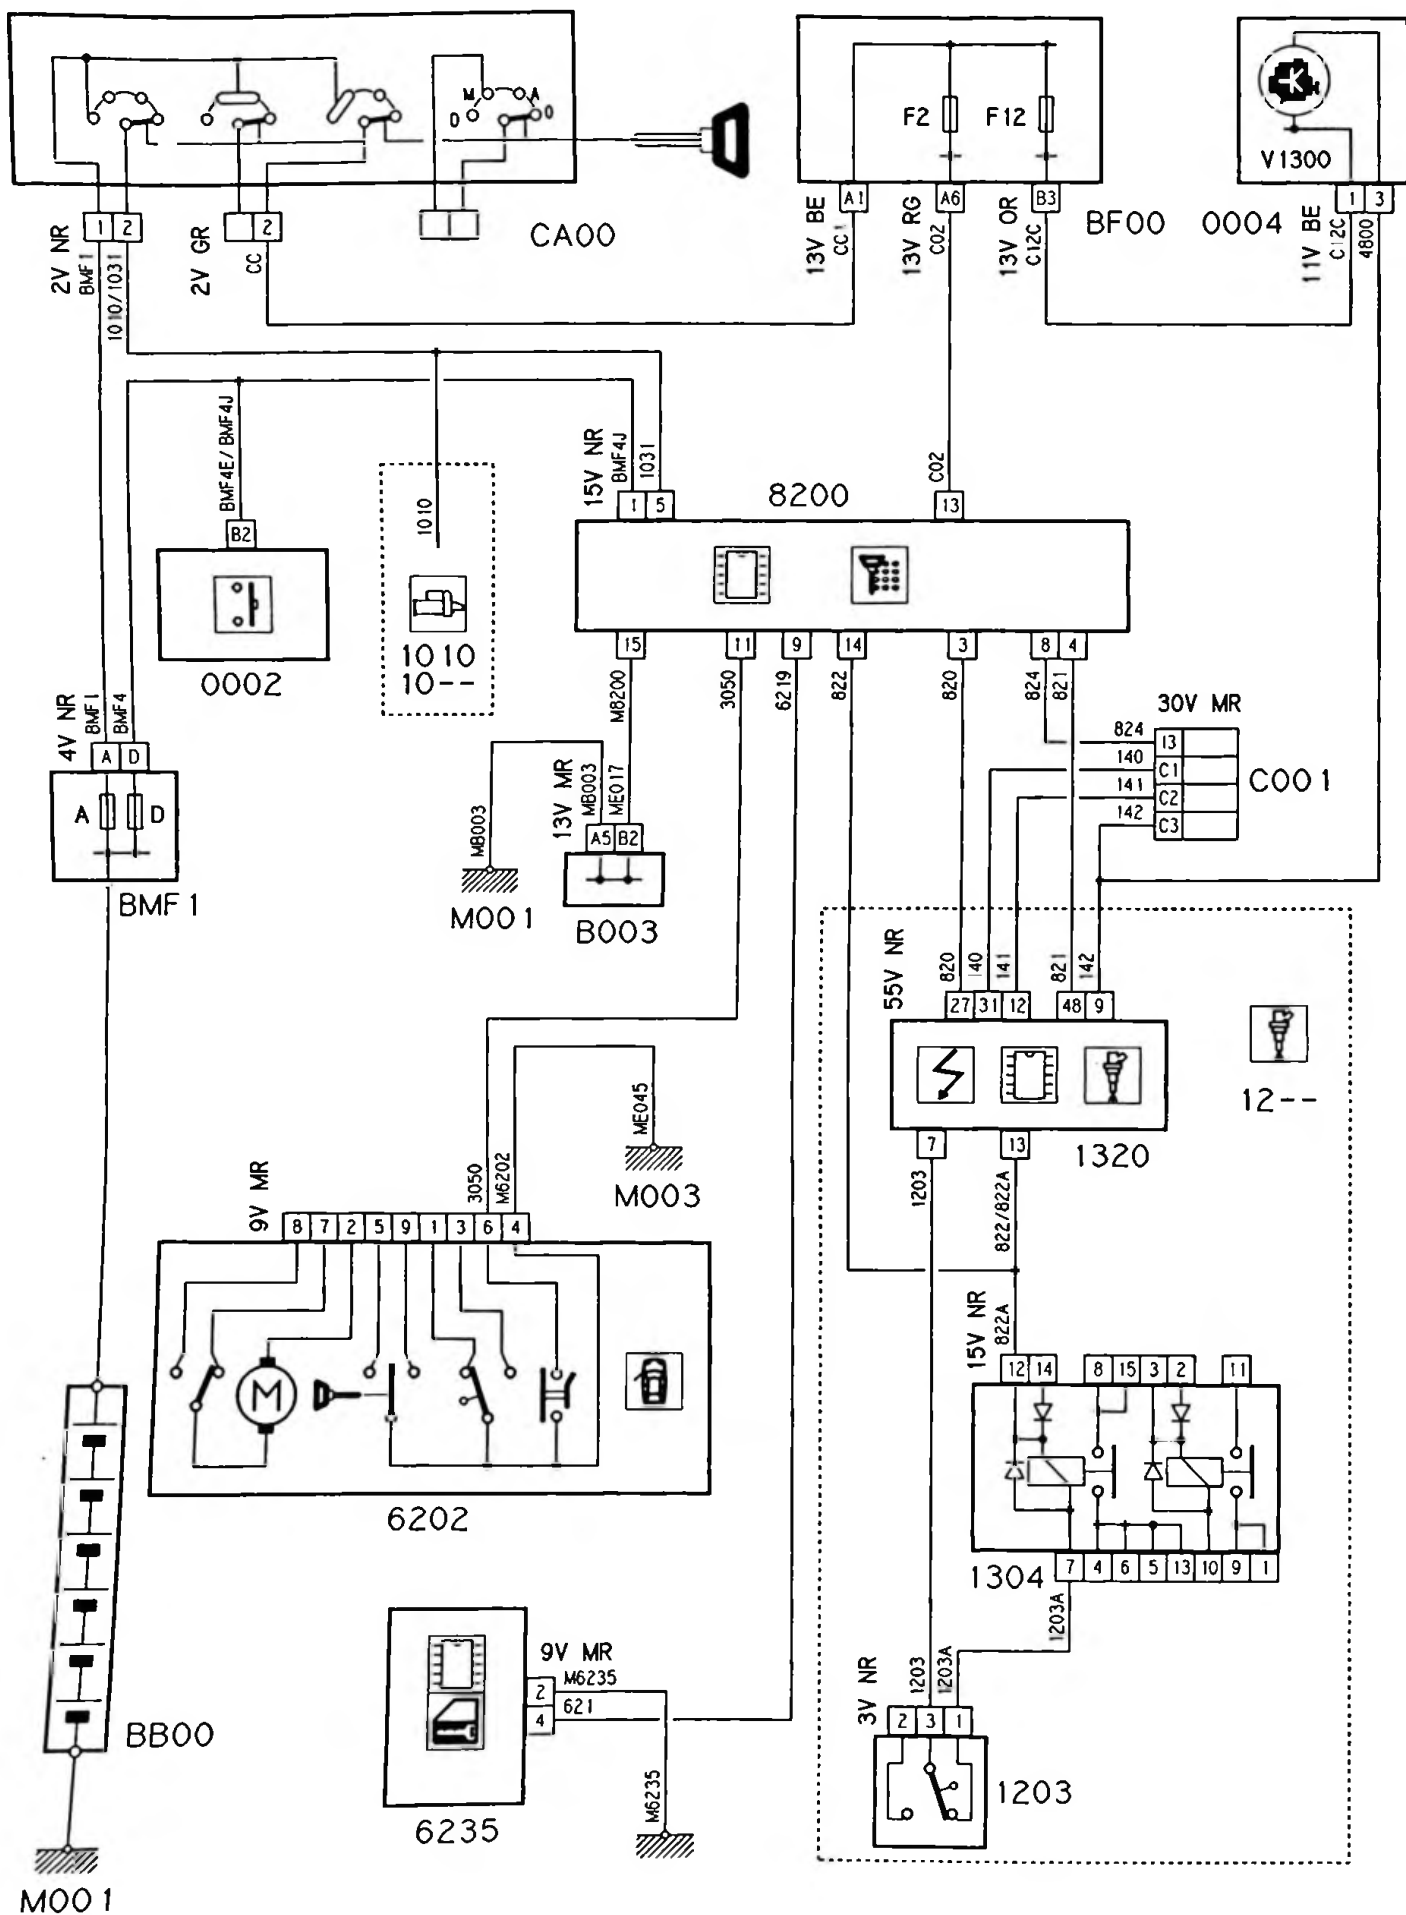 M A
D D
F2 F12
V1300
A1 A6 B3 1 3
1 2 2
CA00
BF00 0004
2V NR
BMF1
1010/1031
2V GR
CC
13V BE
CC1
13V RG
C02
13V OR
C12C
11V BE
C12C
4800
BMF4E/BMF4J
1010
15V NR
BMF4J
1031
C02
8200
1 5 13
B2
0002
1010
10--
15 11 9 14 3 8 4
M8200
3050
6219
822
820
824
821
30V MR
824 13
140 C1
141 C2
142 C3
C001
4V NR
BMF1
BMF4
A D
A D
BMF1
MB003
13V MR
MB003
ME017
A5 B2
M001
B003
55V NR
820
140
141
821
142
27 31 12 48 9
12--
7 13
1320
1203
822/822A
ME045
M003
9V MR
3050
M6202
8 7 2 5 9 1 3 6 4
M
6202
15V NR
822A
12 14 8 15 3 2 11
1304
7 4 6 5 13 10 9 1
1203A
9V MR
2 M6235
4 621
M6235
6235
3V NR
1203
1203A
2 3 1
1203
BB00
M001